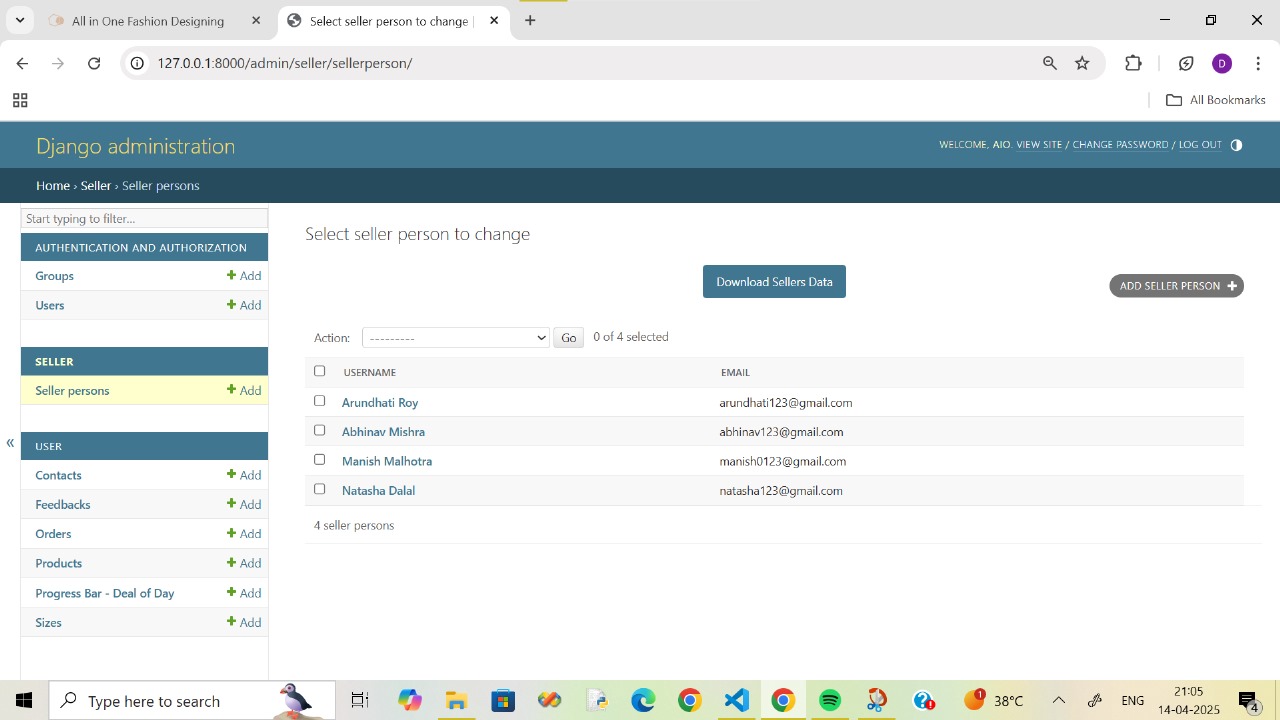 All in One Fashion Designing
Select seller person to change |
127.0.0.1:8000/admin/seller/sellerperson/
D
All Bookmarks
Django administration
WELCOME, AIO. VIEW SITE / CHANGE PASSWORD / LOG OUT
Home › Seller › Seller persons
Start typing to filter...
AUTHENTICATION AND AUTHORIZATION
Groups + Add
Users + Add
SELLER
Seller persons + Add
«
USER
Contacts + Add
Feedbacks + Add
Orders + Add
Products + Add
Progress Bar - Deal of Day + Add
Sizes + Add
Select seller person to change
Download Sellers Data
ADD SELLER PERSON +
Action: --------- Go 0 of 4 selected
USERNAME EMAIL
Arundhati Roy arundhati123@gmail.com
Abhinav Mishra abhinav123@gmail.com
Manish Malhotra manish0123@gmail.com
Natasha Dalal natasha123@gmail.com
4 seller persons
Type here to search
1
38°C
ENG
21:05
14-04-2025
4